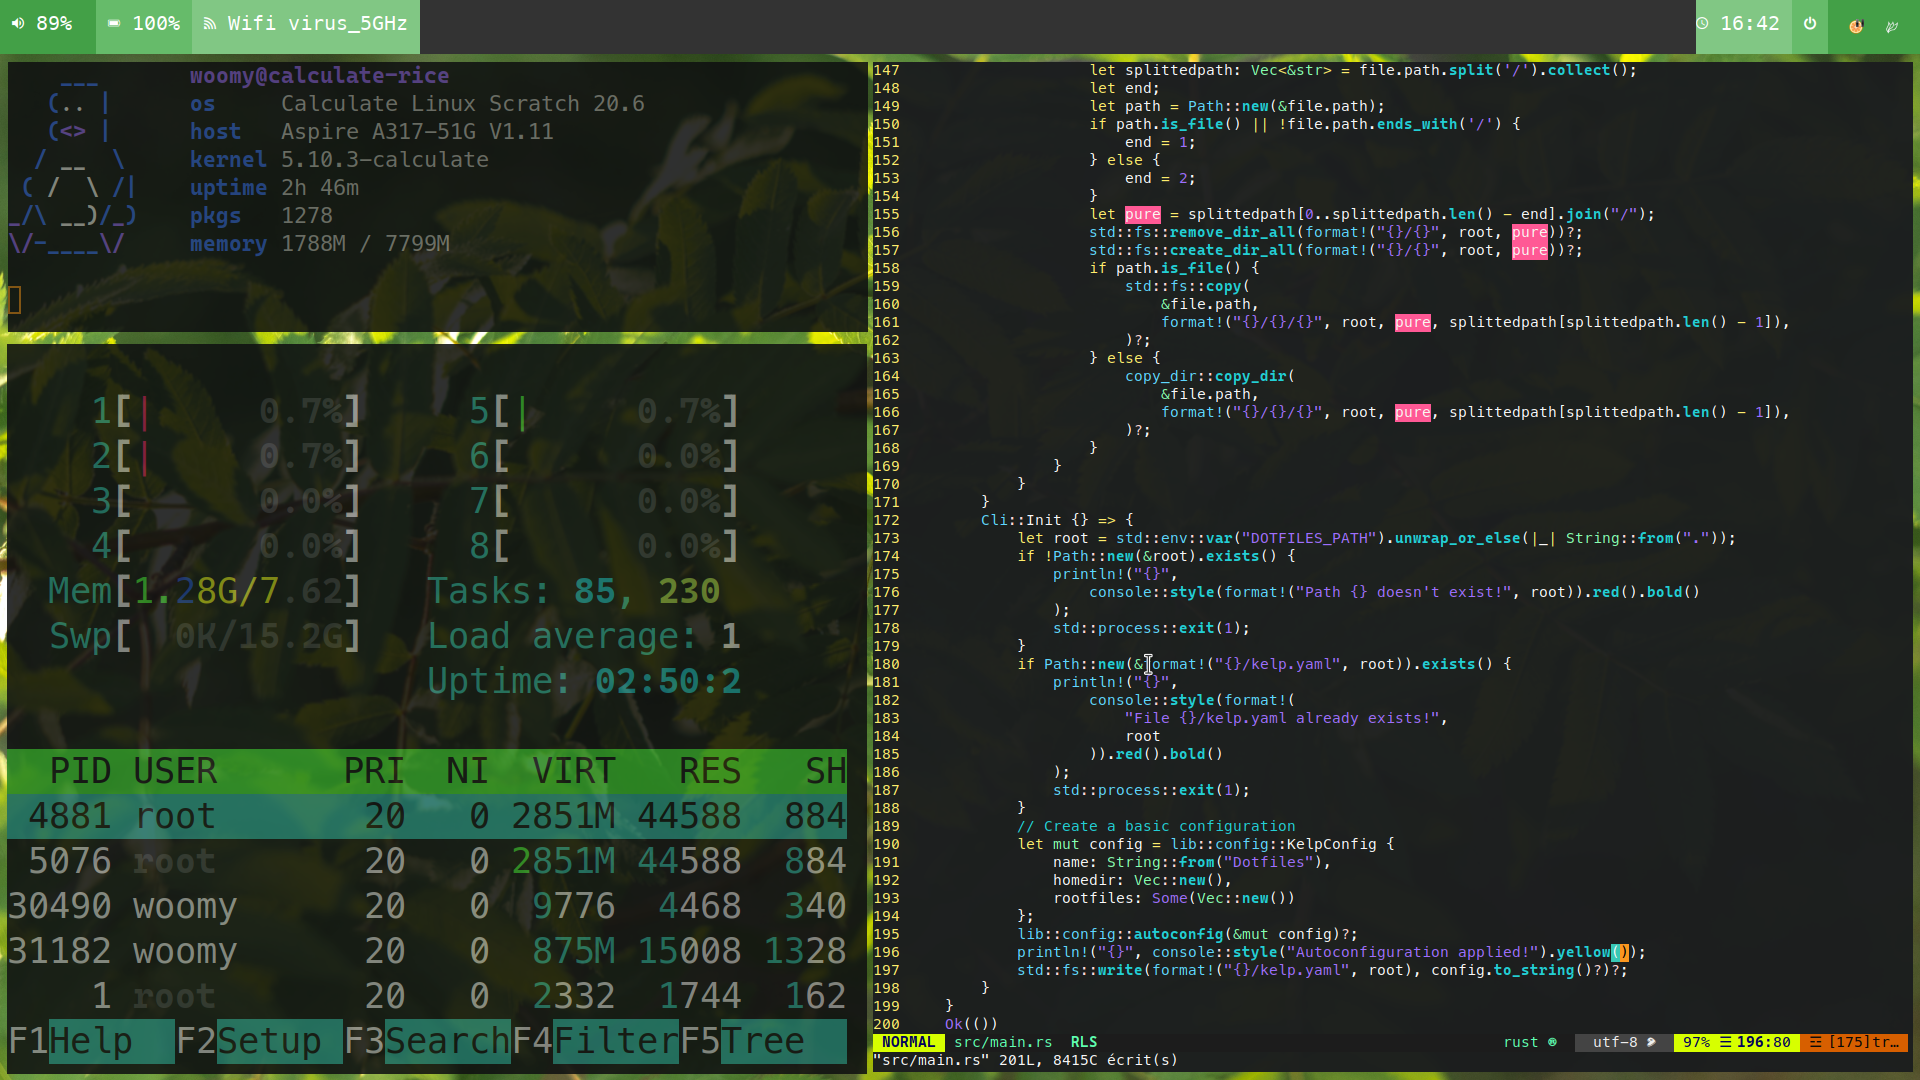 89% 100% Wifi virus_5GHz 16:42
woomy@calculate-rice
os Calculate Linux Scratch 20.6
host Aspire A317-51G V1.11
kernel 5.10.3-calculate
uptime 2h 46m
pkgs 1278
memory 1788M / 7799M
1[| 0.7%] 5[| 0.7%]
2[| 0.7%] 6[ 0.0%]
3[ 0.0%] 7[ 0.0%]
4[ 0.0%] 8[ 0.0%]
Mem[1.28G/7.62] Tasks: 85, 230
Swp[ 0K/15.2G] Load average: 1
Uptime: 02:50:2
PID USER PRI NI VIRT RES SH
4881 root 20 0 2851M 44588 884
5076 root 20 0 2851M 44588 884
30490 woomy 20 0 9776 4468 340
31182 woomy 20 0 875M 15008 1328
1 root 20 0 2332 1744 162
F1Help F2Setup F3SearchF4FilterF5Tree
147 let splittedpath: Vec<&str> = file.path.split('/').collect();
148 let end;
149 let path = Path::new(&file.path);
150 if path.is_file() || !file.path.ends_with('/') {
151 end = 1;
152 } else {
153 end = 2;
154 }
155 let pure = splittedpath[0..splittedpath.len() - end].join("/");
156 std::fs::remove_dir_all(format!("{}/{}", root, pure))?;
157 std::fs::create_dir_all(format!("{}/{}", root, pure))?;
158 if path.is_file() {
159 std::fs::copy(
160 &file.path,
161 format!("{}/{}/{}", root, pure, splittedpath[splittedpath.len() - 1]),
162 )?;
163 } else {
164 copy_dir::copy_dir(
165 &file.path,
166 format!("{}/{}/{}", root, pure, splittedpath[splittedpath.len() - 1]),
167 )?;
168 }
169 }
170 }
171 }
172 Cli::Init {} => {
173 let root = std::env::var("DOTFILES_PATH").unwrap_or_else(|_| String::from("."));
174 if !Path::new(&root).exists() {
175 println!("{}",
176 console::style(format!("Path {} doesn't exist!", root)).red().bold()
177 );
178 std::process::exit(1);
179 }
180 if Path::new(&format!("{}/kelp.yaml", root)).exists() {
181 println!("{}",
182 console::style(format!(
183 "File {}/kelp.yaml already exists!",
184 root
185 )).red().bold()
186 );
187 std::process::exit(1);
188 }
189 // Create a basic configuration
190 let mut config = lib::config::KelpConfig {
191 name: String::from("Dotfiles"),
192 homedir: Vec::new(),
193 rootfiles: Some(Vec::new())
194 };
195 lib::config::autoconfig(&mut config)?;
196 println!("{}", console::style("Autoconfiguration applied!").yellow());
197 std::fs::write(format!("{}/kelp.yaml", root), config.to_string()?)?;
198 }
199 }
200 Ok(())
NORMAL src/main.rs RLS rust utf-8 97% ☰ 196:80 [175]tr…
"src/main.rs" 201L, 8415C écrit(s)